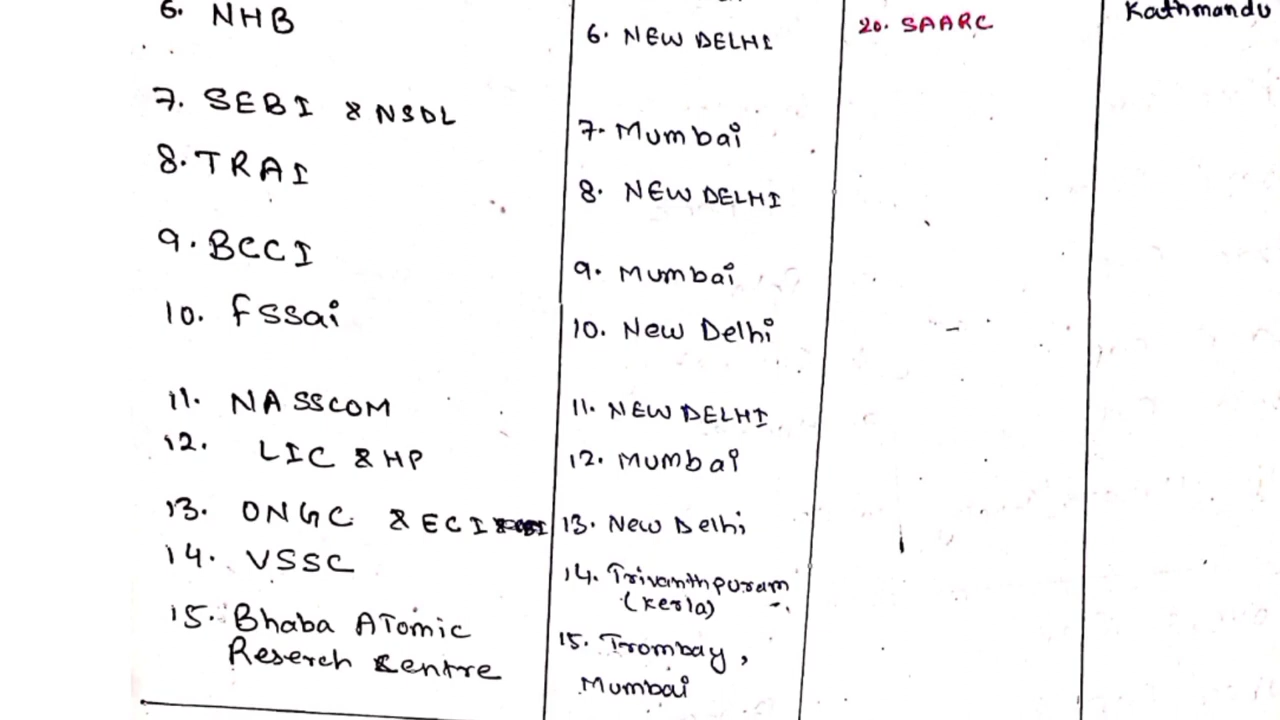 6. NHB
7. SEBI & NSDL
8. TRAI
9. BCCI
10. fssai
11. NASSCOM
12. LIC & HP
13. ONGC & ECI
14. VSSC
15. Bhaba ATomic
Reserch Centre
6. NEW DELHI
7. Mumbai
8. NEW DELHI
9. Mumbai
10. New Delhi
11. NEW DELHI
12. Mumbai
13. New Delhi
14. Trivanthpuram
(Kerla)
15. Trombay,
Mumbai
20. SAARC
Kathmandu